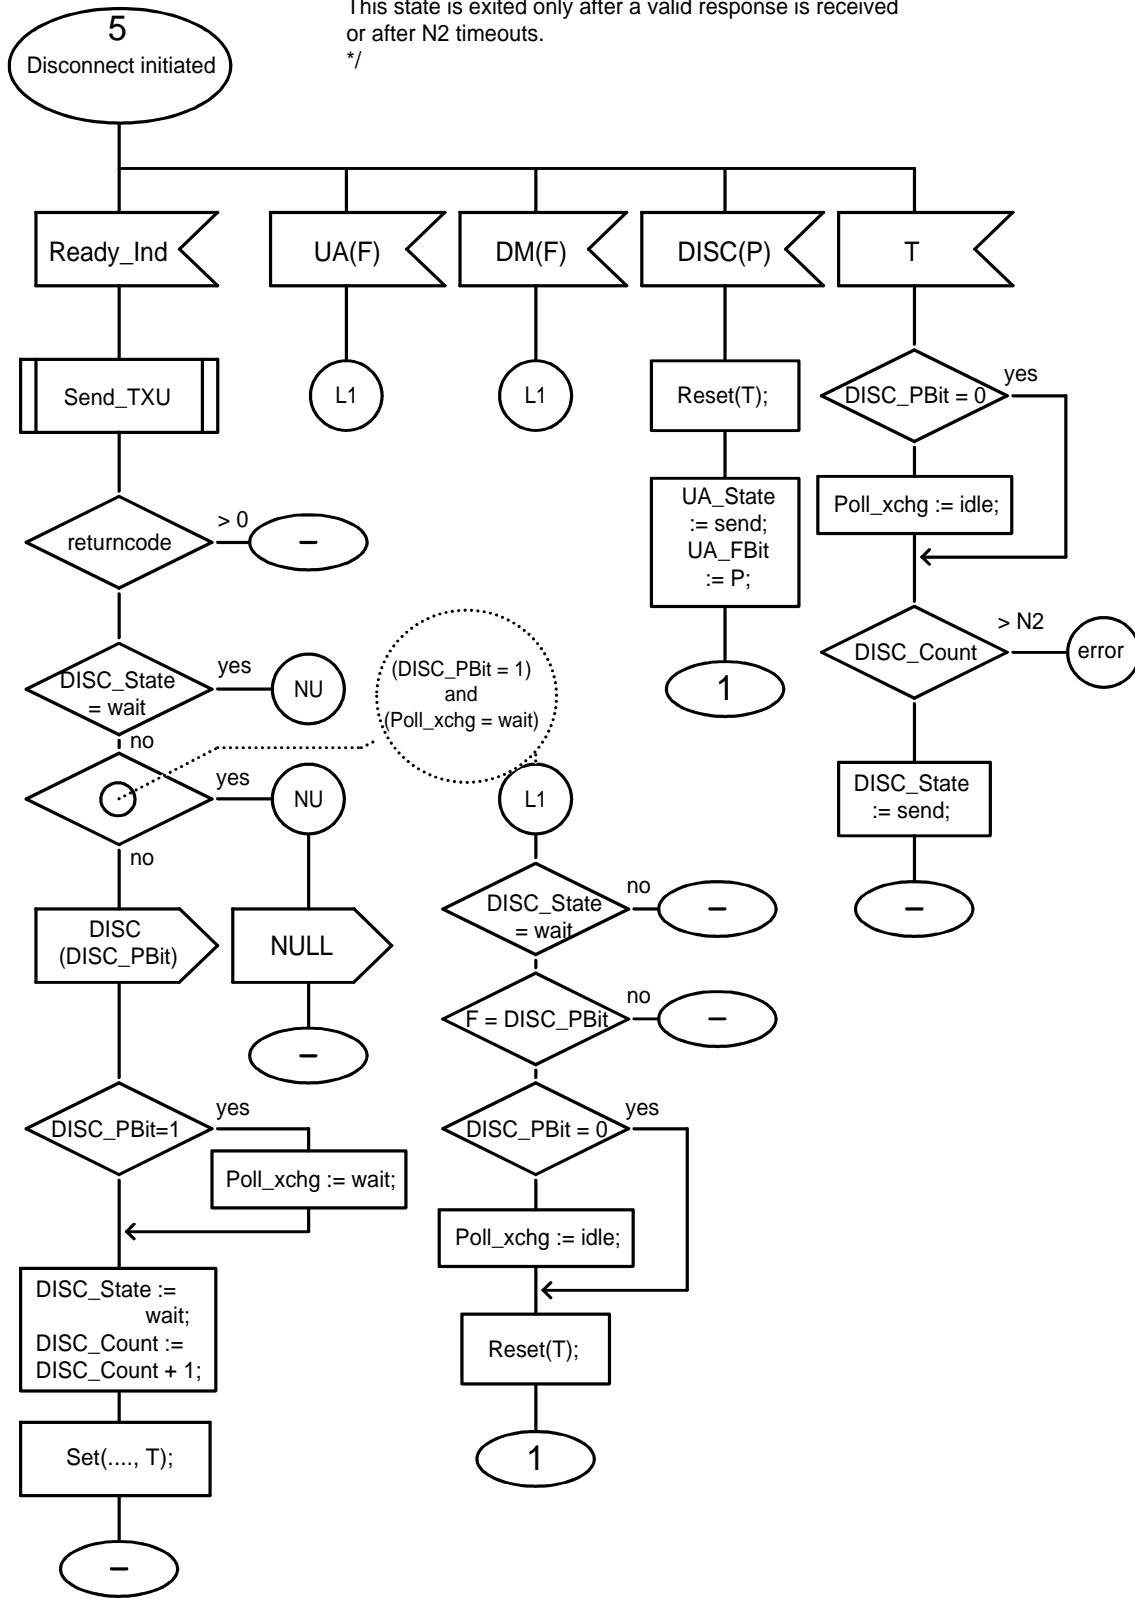 This state is exited only after a valid response is received
or after N2 timeouts.
*/
5
Disconnect initiated
Ready_Ind
UA(F)
DM(F)
DISC(P)
T
Send_TXU
L1
L1
Reset(T);
DISC_PBit = 0
yes
UA_State
:= send;
UA_FBit
:= P;
Poll_xchg := idle;
returncode
> 0
–
DISC_Count
> N2
error
DISC_State
= wait
yes
NU
no
(DISC_PBit = 1)
and
(Poll_xchg = wait)
1
yes
NU
no
L1
DISC_State
:= send;
–
DISC
(DISC_PBit)
NULL
–
DISC_State
= wait
no
–
F = DISC_PBit
no
–
DISC_PBit=1
yes
Poll_xchg := wait;
DISC_PBit = 0
yes
Poll_xchg := idle;
DISC_State :=
wait;
DISC_Count :=
DISC_Count + 1;
Reset(T);
Set(...., T);
1
–